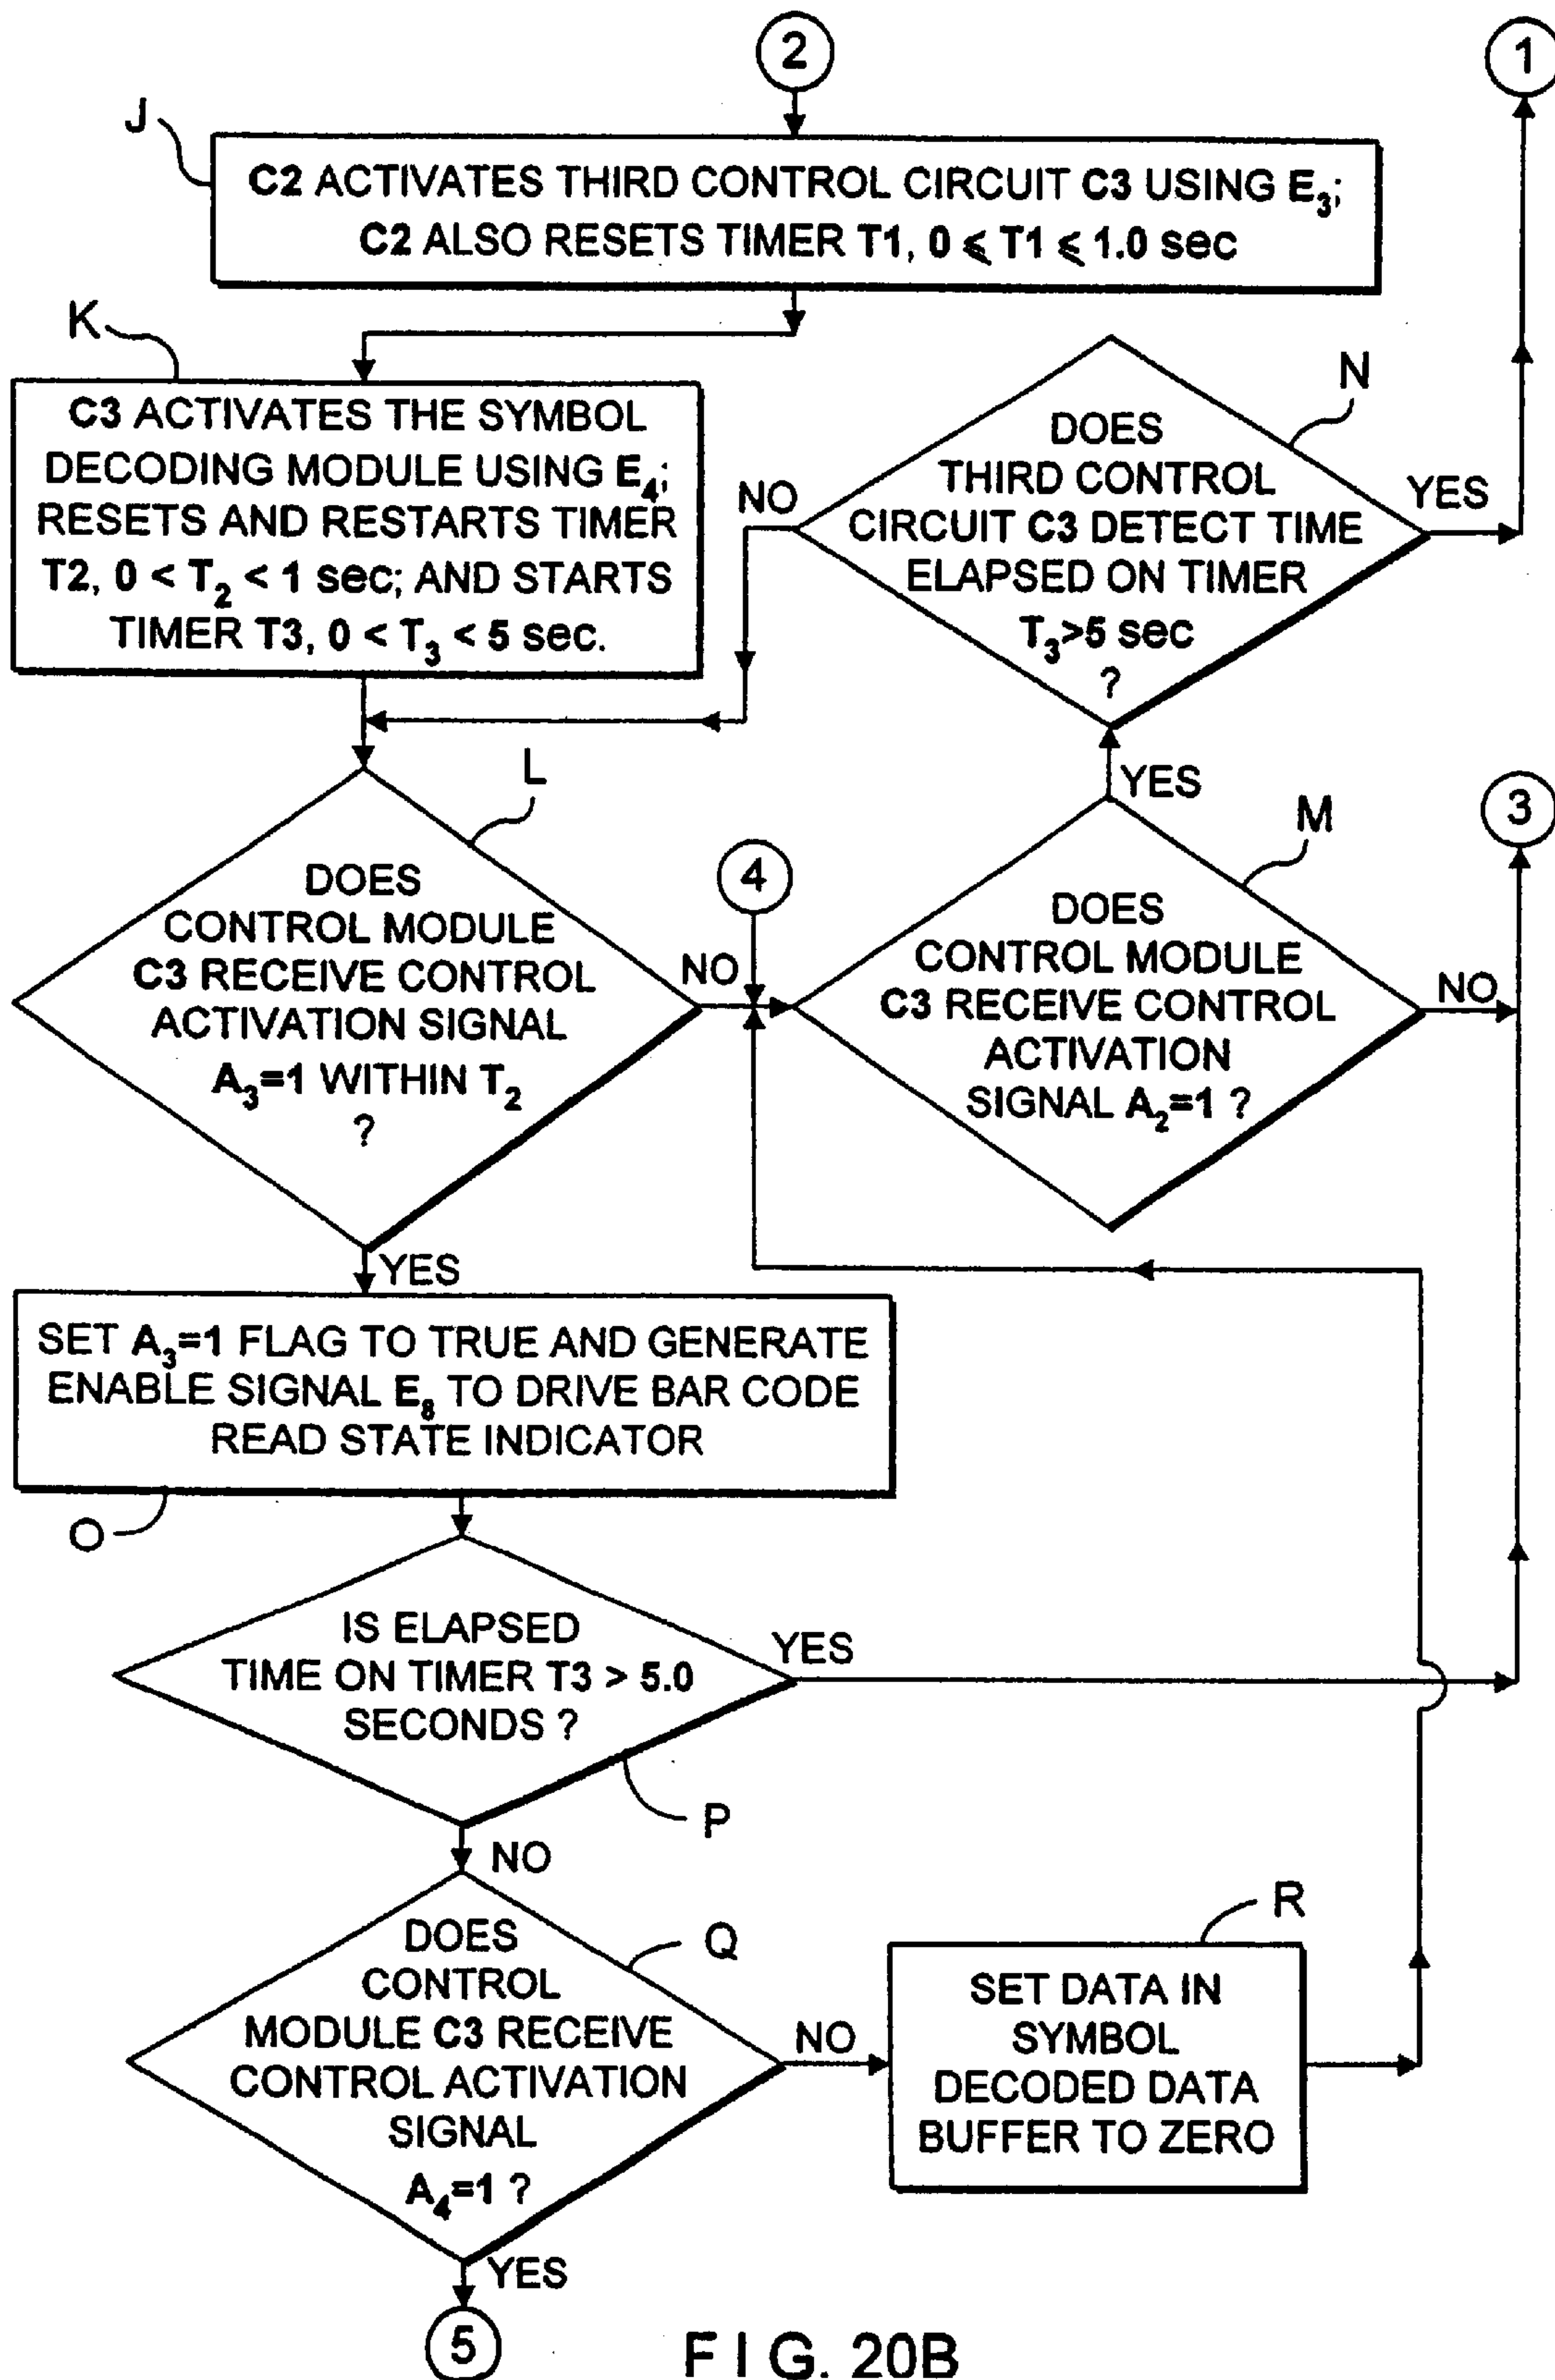 2
1
J
C2 ACTIVATES THIRD CONTROL CIRCUIT C3 USING E₃;
C2 ALSO RESETS TIMER T1, 0 ⩽ T1 ⩽ 1.0 sec
K
C3 ACTIVATES THE SYMBOL
DECODING MODULE USING E₄;
RESETS AND RESTARTS TIMER
T2, 0 < T₂ < 1 sec; AND STARTS
TIMER T3, 0 < T₃ < 5 sec.
N
DOES
THIRD CONTROL
CIRCUIT C3 DETECT TIME
ELAPSED ON TIMER
T₃>5 sec
?
NO
YES
L
DOES
CONTROL MODULE
C3 RECEIVE CONTROL
ACTIVATION SIGNAL
A₃=1 WITHIN T₂
?
NO
4
YES
M
DOES
CONTROL MODULE
C3 RECEIVE CONTROL
ACTIVATION
SIGNAL A₂=1 ?
NO
3
YES
SET A₃=1 FLAG TO TRUE AND GENERATE
ENABLE SIGNAL E₈ TO DRIVE BAR CODE
READ STATE INDICATOR
O
IS ELAPSED
TIME ON TIMER T3 > 5.0
SECONDS ?
YES
P
NO
DOES
CONTROL
MODULE C3 RECEIVE
CONTROL ACTIVATION
SIGNAL
A₄=1 ?
Q
NO
R
SET DATA IN
SYMBOL
DECODED DATA
BUFFER TO ZERO
YES
5
FIG. 20B